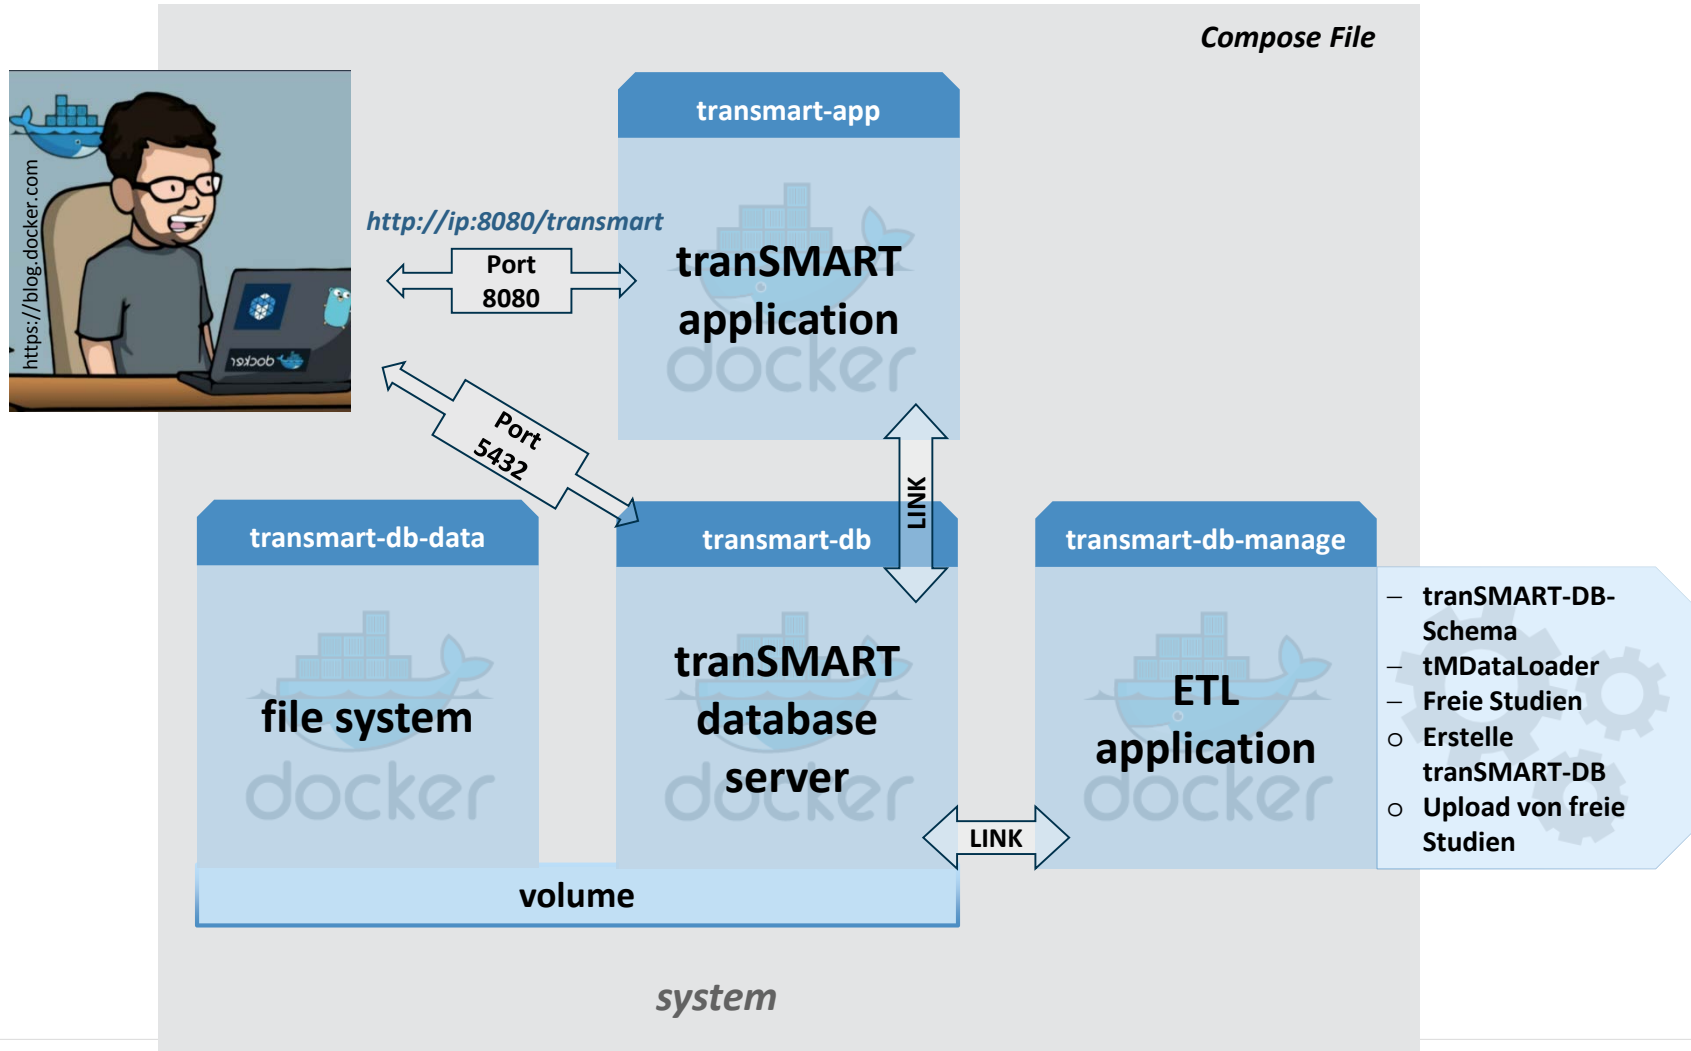 Compose File
https://blog.docker.com
docker
transmart-app
http://ip:8080/transmart
Port
8080
tranSMART
application
docker
Port
5432
LINK
transmart-db-data
file system
docker
transmart-db
tranSMART
database
server
docker
transmart-db-manage
ETL
application
docker
LINK
– tranSMART-DB-
Schema
– tMDataLoader
– Freie Studien
o Erstelle
tranSMART-DB
o Upload von freie
Studien
volume
system